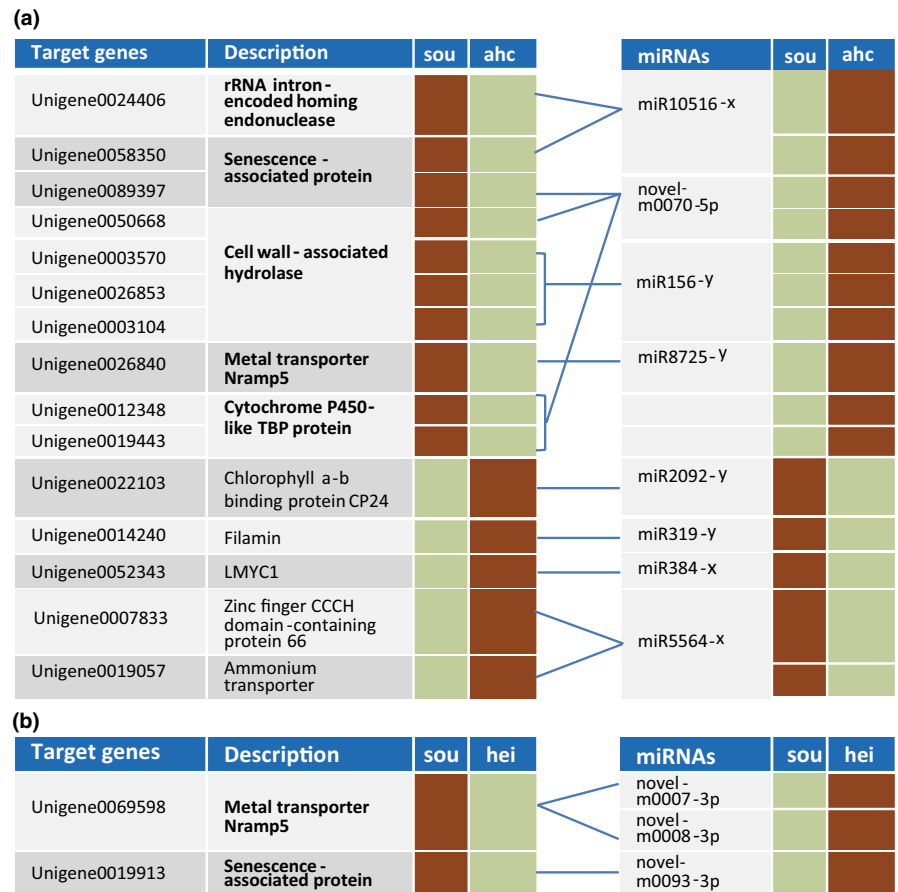 (a)
Target genes Description sou ahc miRNAs sou ahc
Unigene0024406 rRNA intron-
encoded homing
endonuclease
miR10516-x
Unigene0058350 Senescence -
associated protein
Unigene0089397
novel-
m0070-5p
Unigene0050668
Cell wall - associated
hydrolase
Unigene0003570
Unigene0026853
miR156-y
Unigene0003104
Unigene0026840 Metal transporter
Nramp5
miR8725-y
Unigene0012348 Cytochrome P450-
like TBP protein
Unigene0019443
Unigene0022103 Chlorophyll a-b
binding protein CP24
miR2092-y
Unigene0014240 Filamin miR319-y
Unigene0052343 LMYC1 miR384-x
Unigene0007833 Zinc finger CCCH
domain-containing
protein 66
miR5564-x
Unigene0019057 Ammonium
transporter
(b)
Target genes Description sou hei miRNAs sou hei
Unigene0069598 Metal transporter
Nramp5
novel-
m0007-3p
novel-
m0008-3p
Unigene0019913 Senescence-
associated protein
novel-
m0093-3p